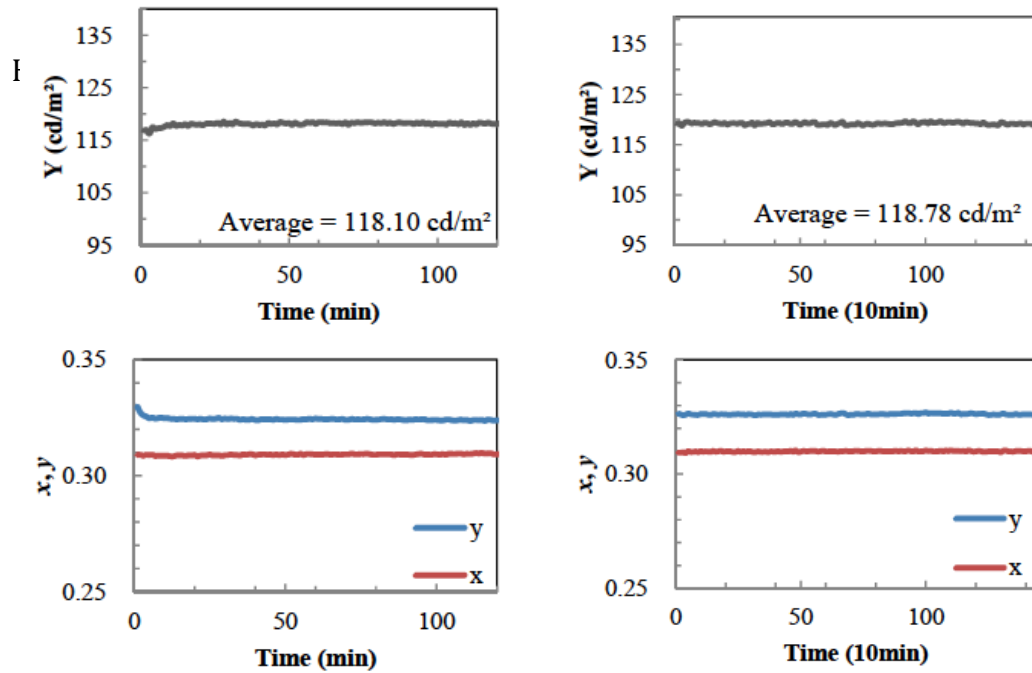 135
125
115
105
95
Y (cd/m²)
Average = 118.10 cd/m²
0 50 100
Time (min)
135
125
115
105
95
Y (cd/m²)
Average = 118.78 cd/m²
0 50 100
Time (10min)
0.35
0.30
0.25
x, y
y
x
0 50 100
Time (min)
0.35
0.30
0.25
x, y
y
x
0 50 100
Time (10min)